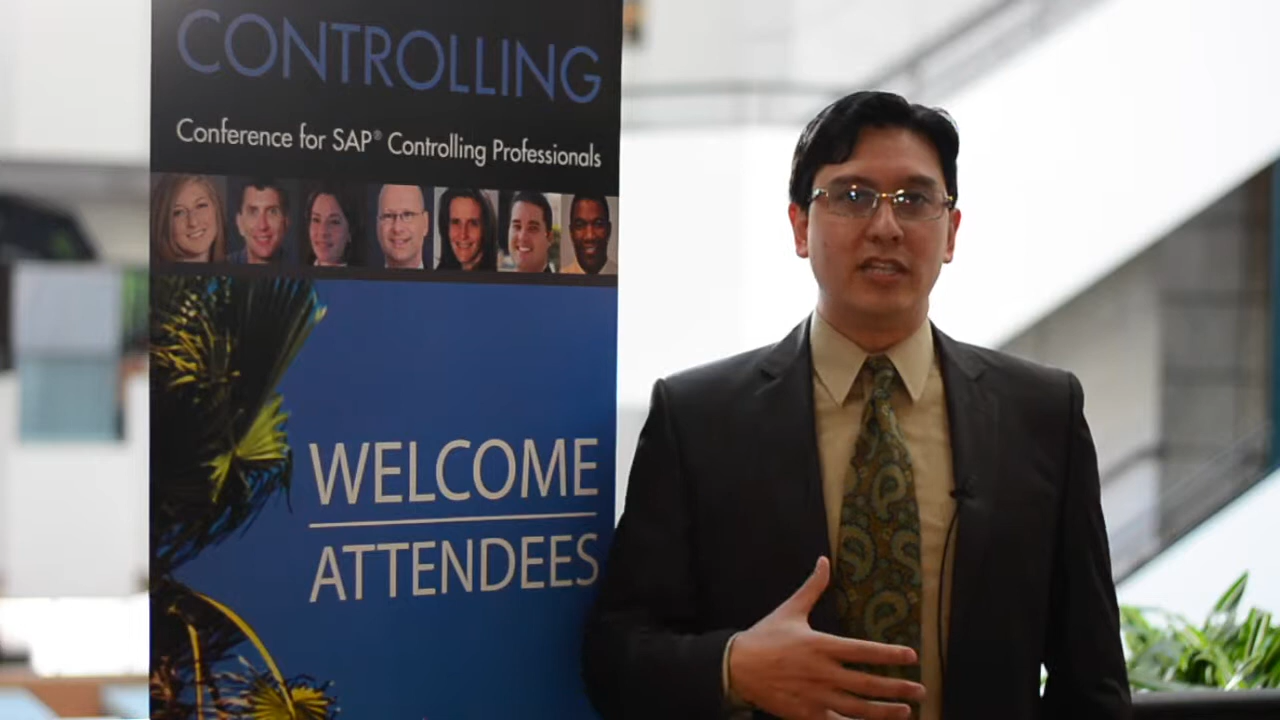 CONTROLLING
Conference for SAP® Controlling Professionals
WELCOME
ATTENDEES